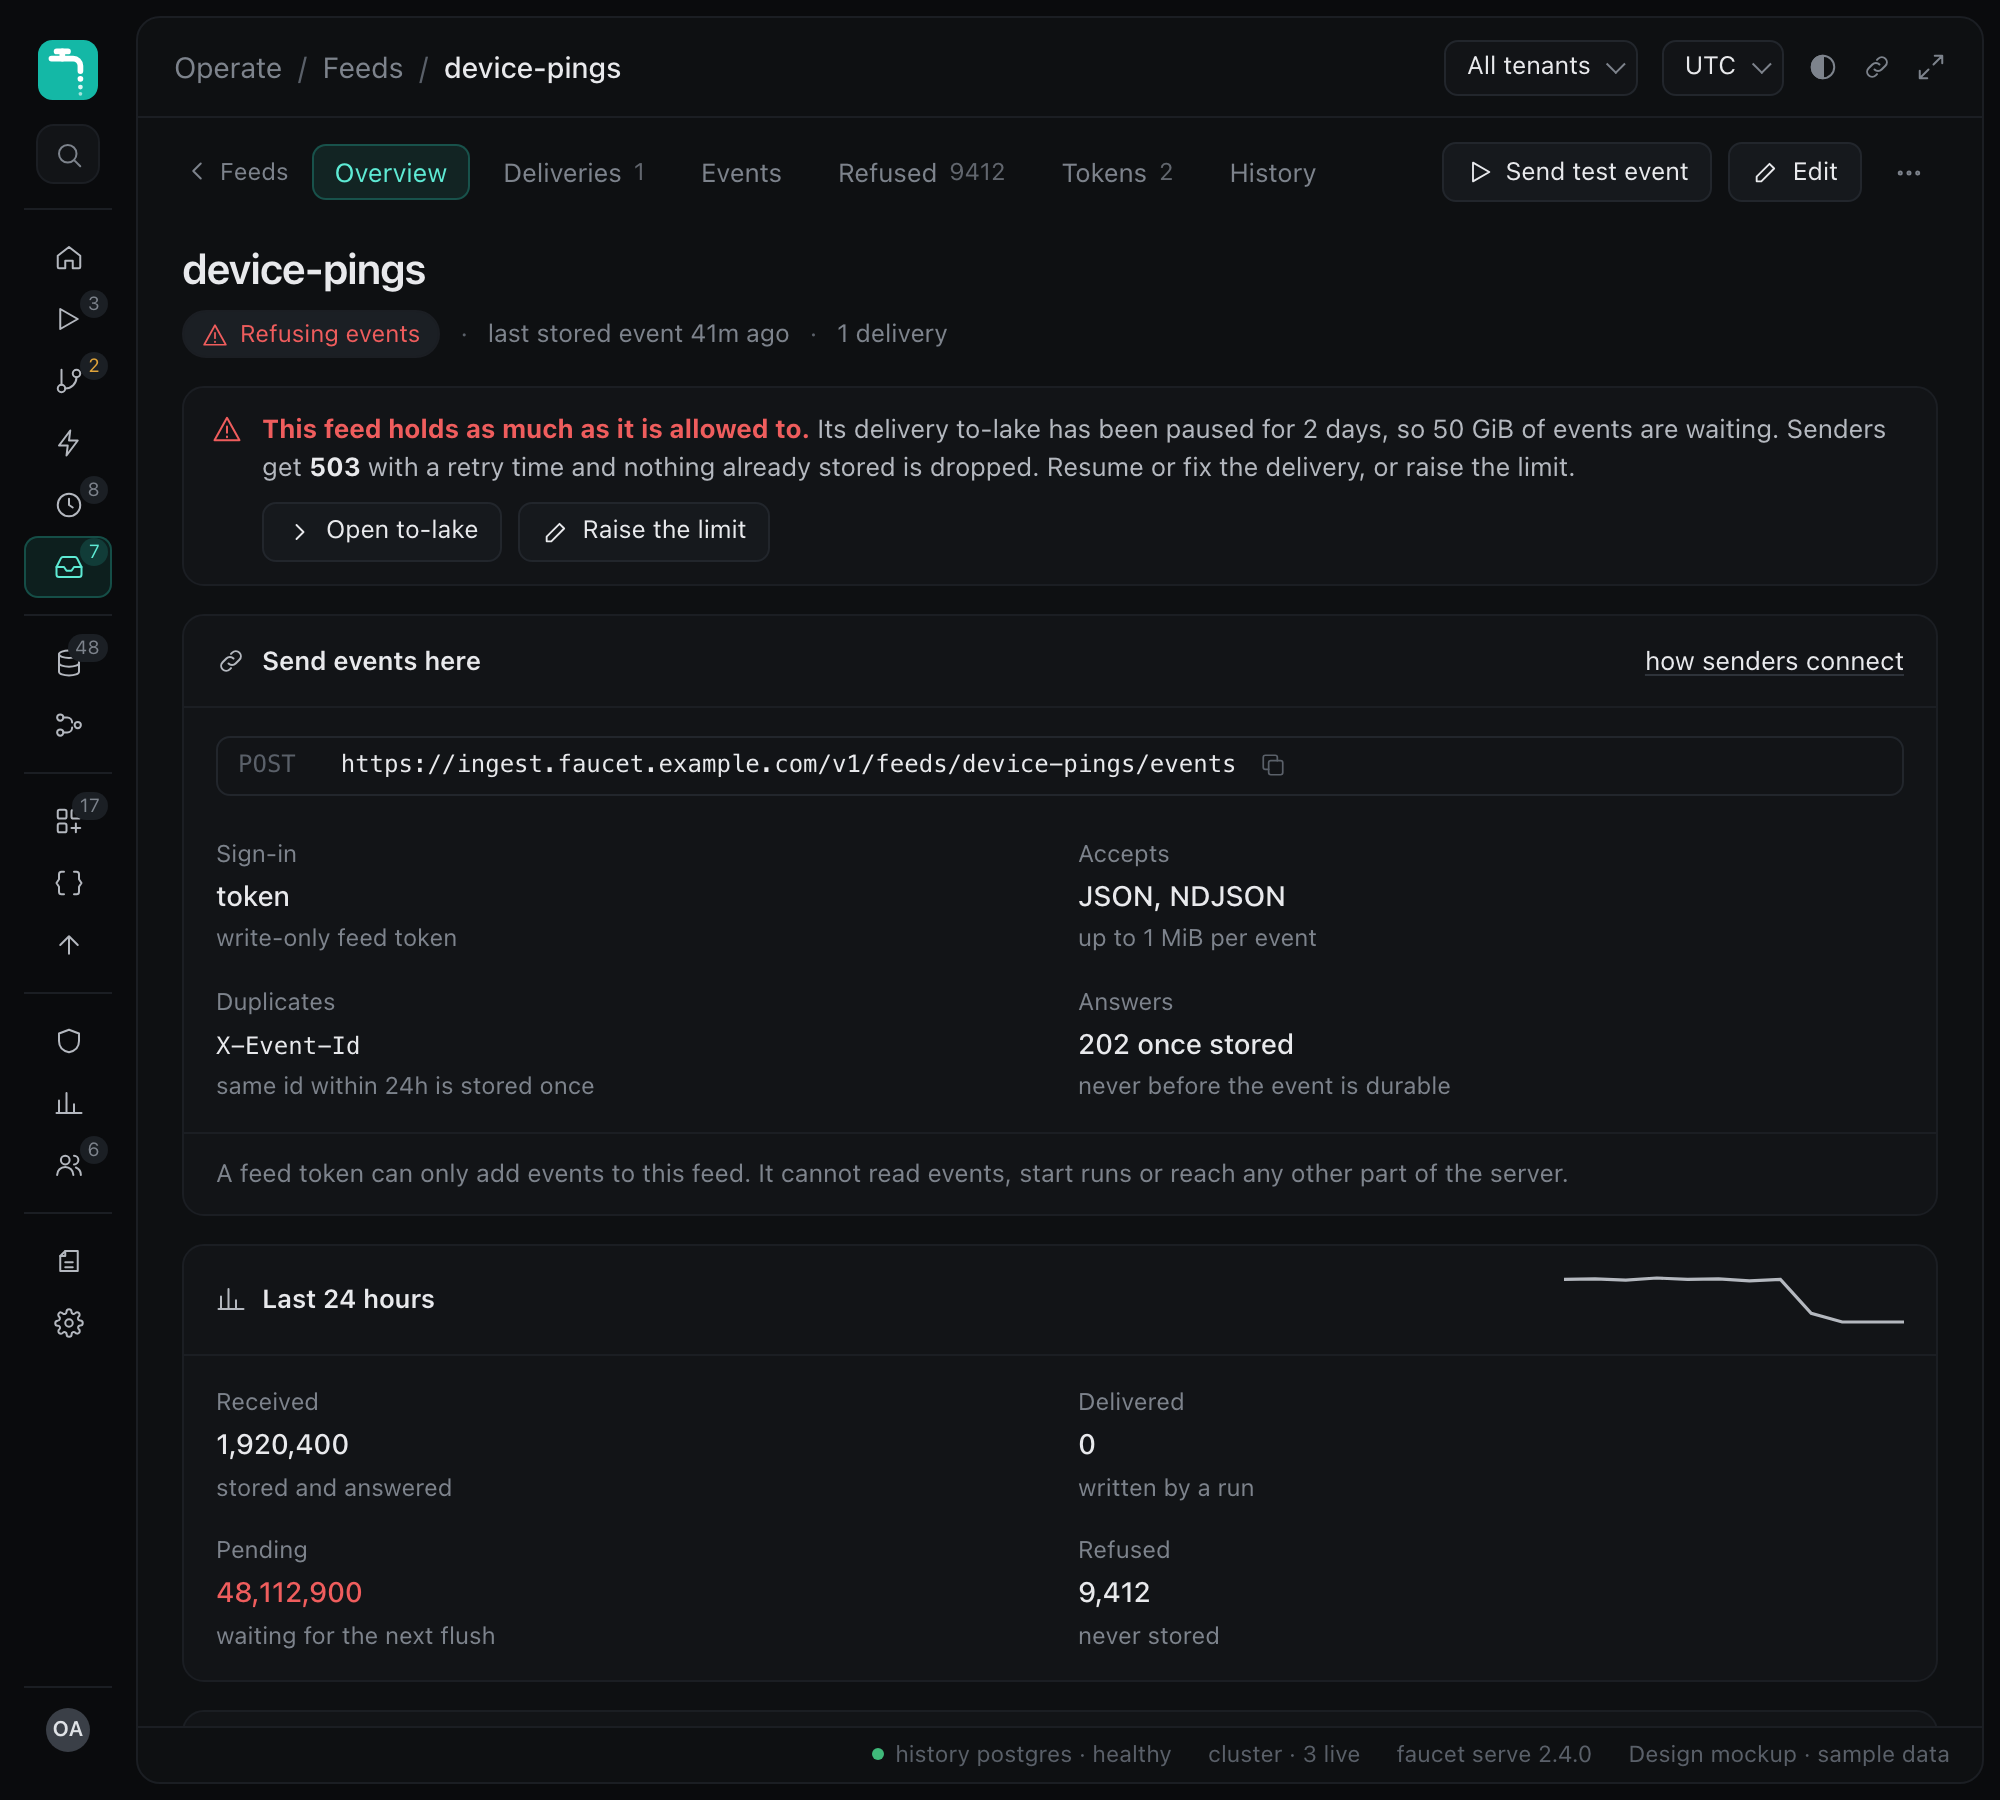 Operate / Feeds / device-pings
All tenants
UTC
Feeds
Overview
Deliveries 1
Events
Refused 9412
Tokens 2
History
Send test event
Edit
3
2
8
7
48
17
6
OA
device-pings
Refusing events · last stored event 41m ago · 1 delivery
This feed holds as much as it is allowed to. Its delivery to-lake has been paused for 2 days, so 50 GiB of events are waiting. Senders
get 503 with a retry time and nothing already stored is dropped. Resume or fix the delivery, or raise the limit.
Open to-lake
Raise the limit
Send events here
how senders connect
POST https://ingest.faucet.example.com/v1/feeds/device-pings/events
Sign-in
token
write-only feed token
Accepts
JSON, NDJSON
up to 1 MiB per event
Duplicates
X-Event-Id
same id within 24h is stored once
Answers
202 once stored
never before the event is durable
A feed token can only add events to this feed. It cannot read events, start runs or reach any other part of the server.
Last 24 hours
Received
1,920,400
stored and answered
Delivered
0
written by a run
Pending
48,112,900
waiting for the next flush
Refused
9,412
never stored
history postgres · healthy
cluster · 3 live
faucet serve 2.4.0
Design mockup · sample data